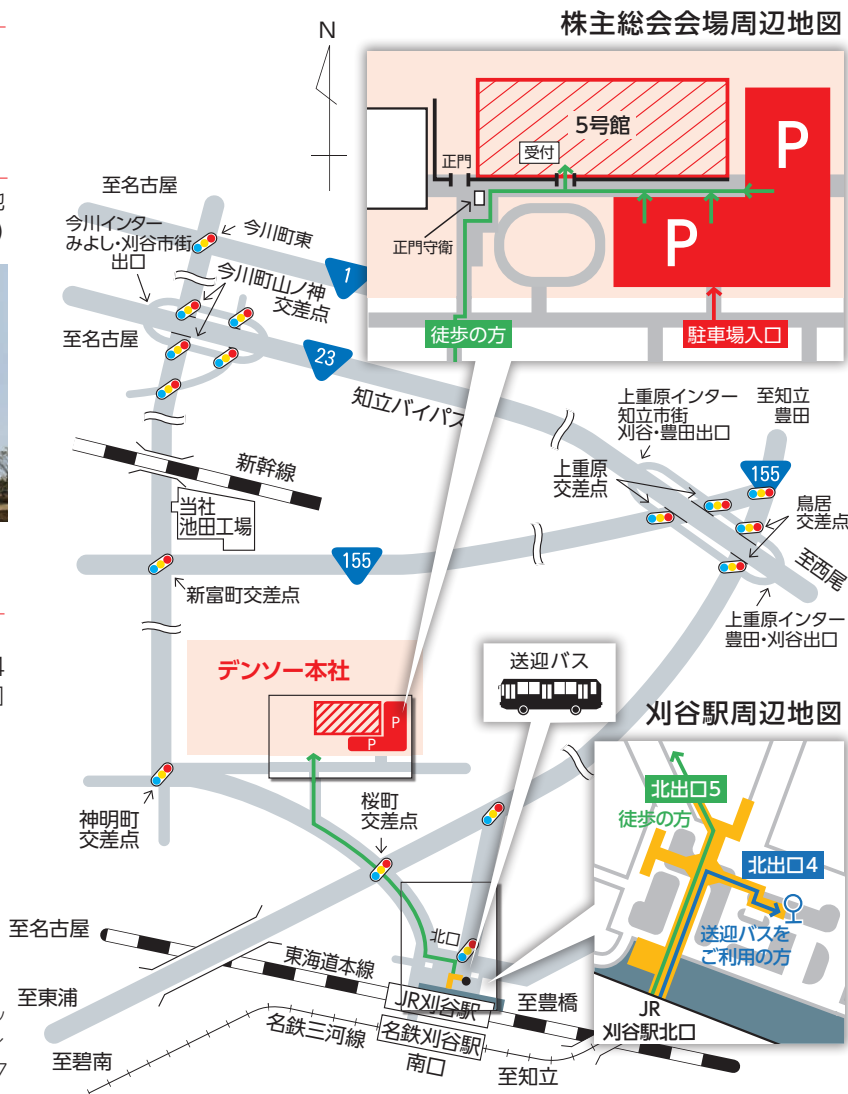 株主総会会場周辺地図
N
5号館
受付
正門
正門守衛
P
P
徒歩の方
駐車場入口
至名古屋
今川インター
みよし・刈谷市街
出口
今川町東
今川町山ノ神
交差点
1
至名古屋
23
知立バイパス
上重原インター
知立市街
刈谷・豊田出口
至知立
豊田
上重原
交差点
155
鳥居
交差点
至西尾
上重原インター
豊田・刈谷出口
新幹線
当社
池田工場
155
新富町交差点
デンソー本社
P
P
送迎バス
刈谷駅周辺地図
北出口5
徒歩の方
北出口4
送迎バスを
ご利用の方
JR
刈谷駅北口
神明町
交差点
桜町
交差点
北口
至名古屋
東海道本線
JR刈谷駅
至豊橋
至東浦
名鉄三河線
名鉄刈谷駅
南口
至碧南
至知立